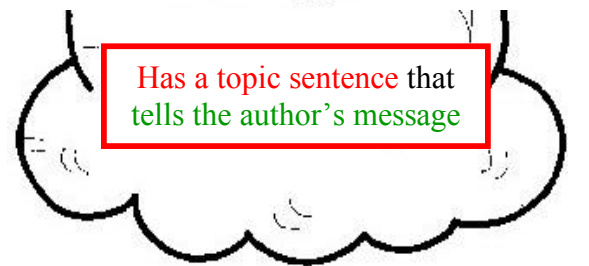 Has a topic sentence that
tells the author’s message